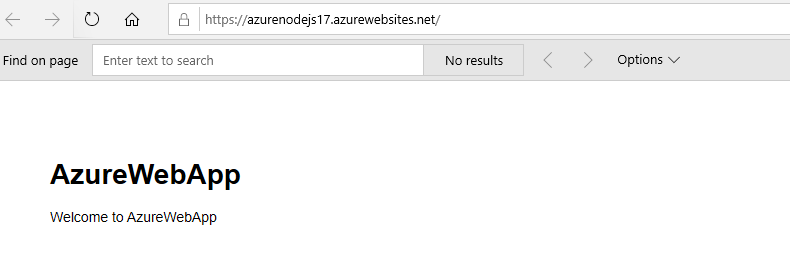 https://azurenodejs17.azurewebsites.net/
Find on page Enter text to search No results Options
AzureWebApp
Welcome to AzureWebApp